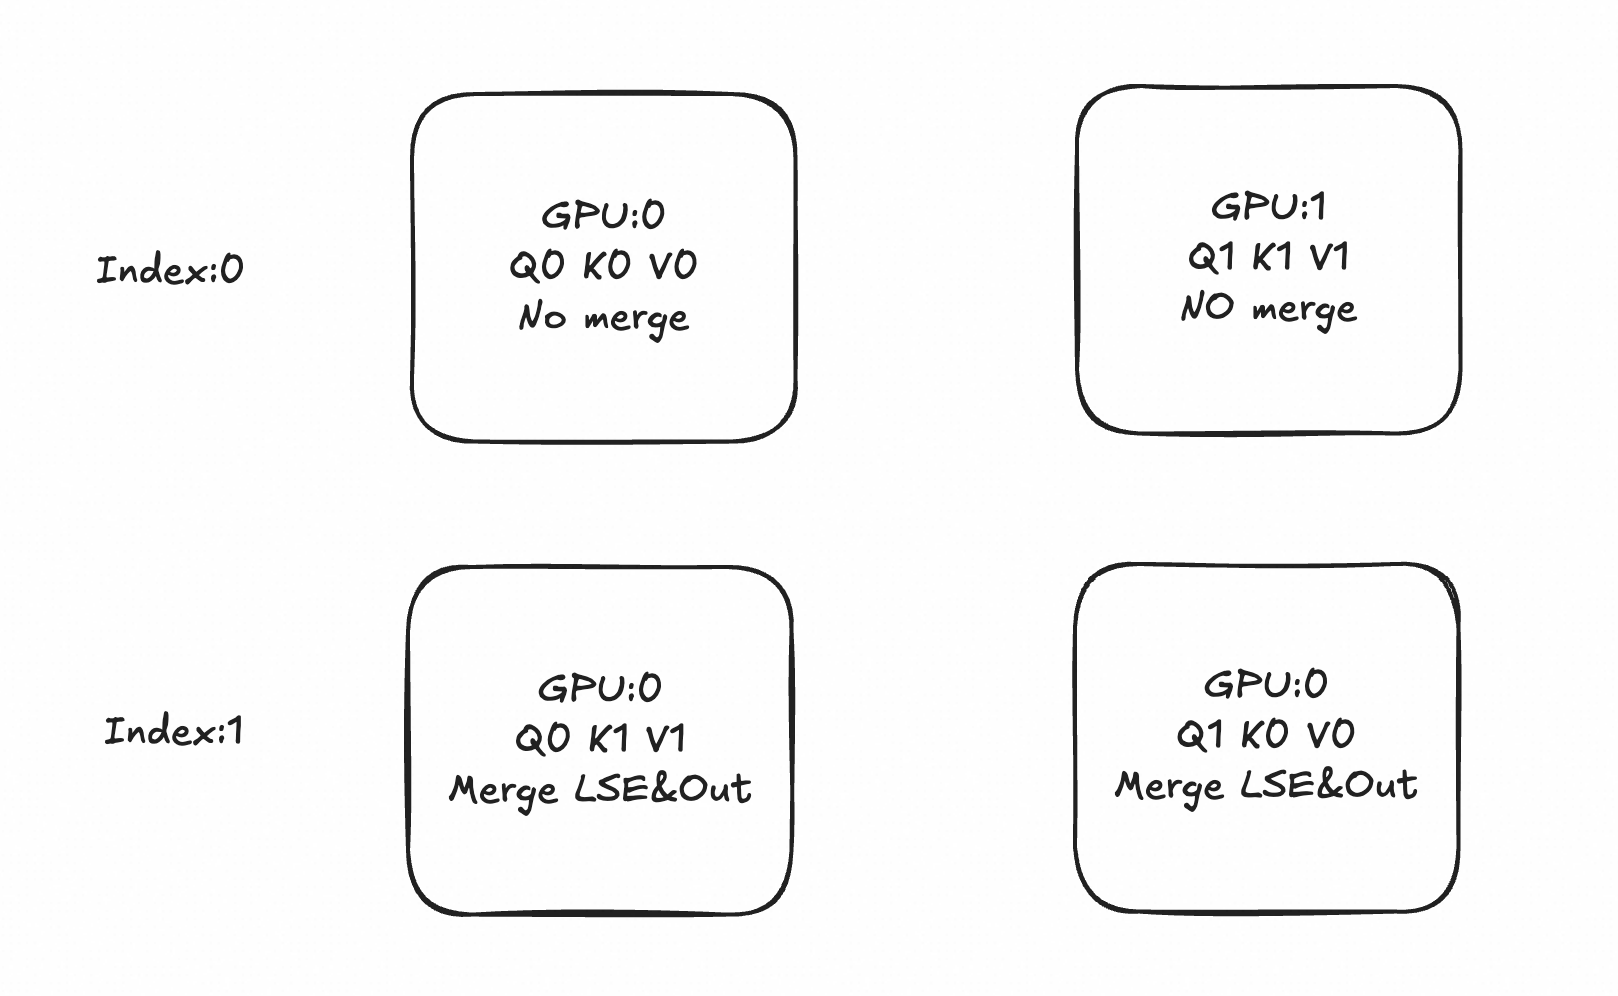 Index:0
GPU:0
Q0 K0 V0
No merge
GPU:1
Q1 K1 V1
NO merge
Index:1
GPU:0
Q0 K1 V1
Merge LSE&Out
GPU:0
Q1 K0 V0
Merge LSE&Out